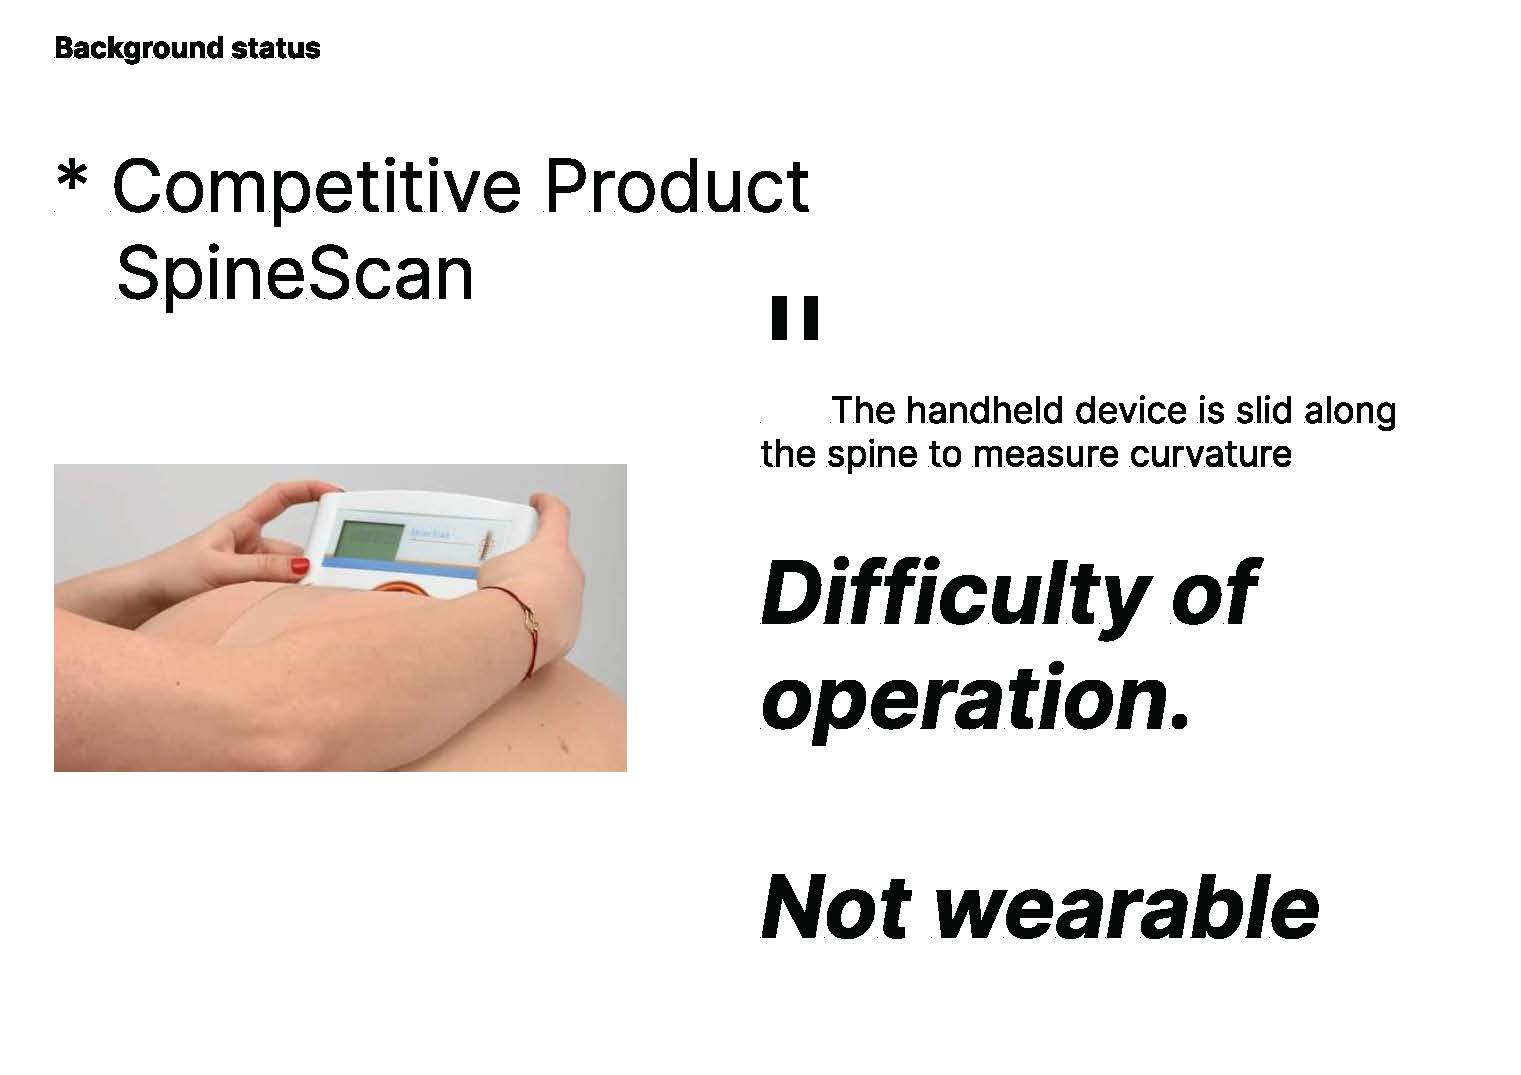 Background status
* Competitive Product
SpineScan
"
The handheld device is slid along
the spine to measure curvature
Difficulty of
operation.
Not wearable